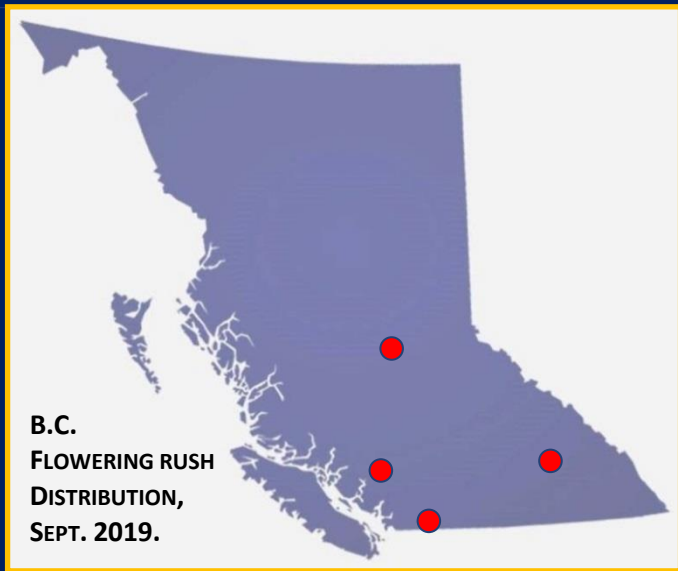 B.C.
FLOWERING RUSH
DISTRIBUTION,
SEPT. 2019.